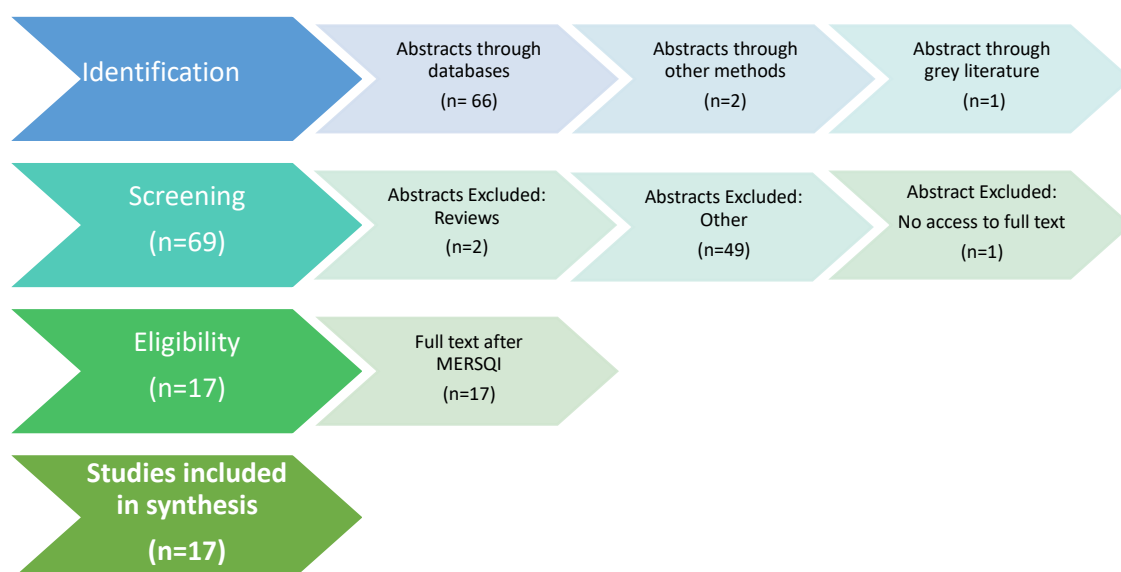 Identification
Abstracts through
databases
(n= 66)
Abstracts through
other methods
(n=2)
Abstract through
grey literature
(n=1)
Screening
(n=69)
Abstracts Excluded:
Reviews
(n=2)
Abstracts Excluded:
Other
(n=49)
Abstract Excluded:
No access to full text
(n=1)
Eligibility
(n=17)
Full text after
MERSQI
(n=17)
Studies included
in synthesis
(n=17)